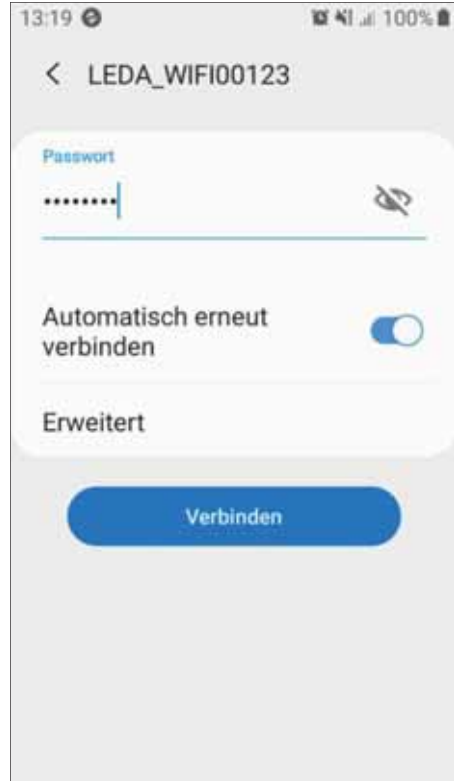 13:19 100%
LEDA_WIFI00123
Passwort
••••••••
Automatisch erneut
verbinden
Erweitert
Verbinden